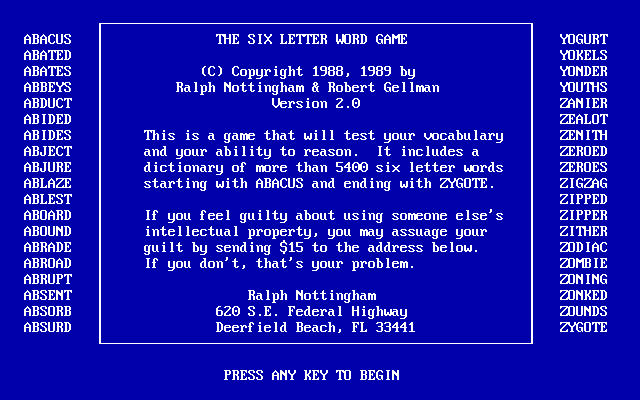 ABACUS
ABATED
ABATES
ABBEYS
ABDUCT
ABIDED
ABIDES
ABJECT
ABJURE
ABLAZE
ABLEST
ABOARD
ABOUND
ABRADE
ABROAD
ABRUPT
ABSENT
ABSORB
ABSURD
THE SIX LETTER WORD GAME
(C) Copyright 1988, 1989 by
Ralph Nottingham & Robert Gellman
Version 2.0
This is a game that will test your vocabulary
and your ability to reason.  It includes a
dictionary of more than 5400 six letter words
starting with ABACUS and ending with ZYGOTE.
If you feel guilty about using someone else's
intellectual property, you may assuage your
guilt by sending $15 to the address below.
If you don't, that's your problem.
Ralph Nottingham
620 S.E. Federal Highway
Deerfield Beach, FL 33441
YOGURT
YOKELS
YONDER
YOUTHS
ZANIER
ZEALOT
ZENITH
ZEROED
ZEROES
ZIGZAG
ZIPPED
ZIPPER
ZITHER
ZODIAC
ZOMBIE
ZONING
ZONKED
ZOUNDS
ZYGOTE
PRESS ANY KEY TO BEGIN